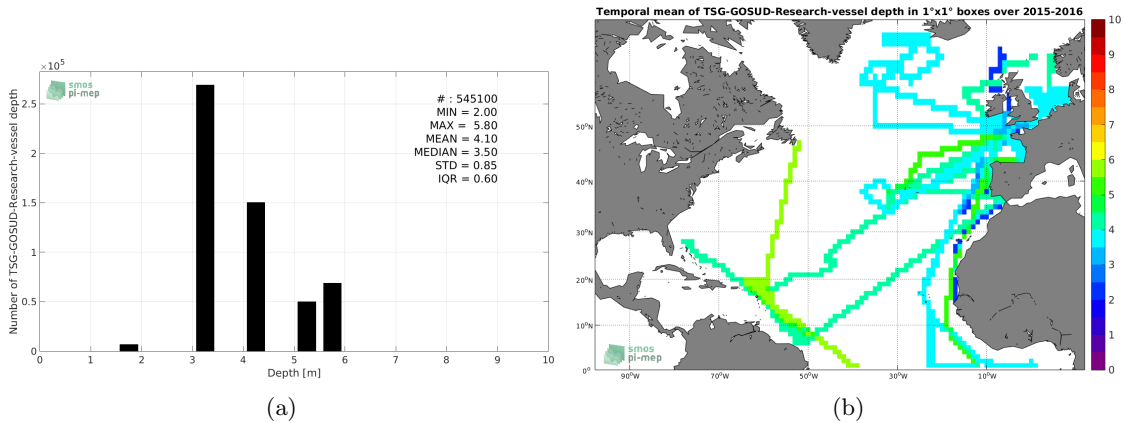 ×10⁵
smos
pi-mep
# : 545100
MIN = 2.00
MAX = 5.80
MEAN = 4.10
MEDIAN = 3.50
STD = 0.85
IQR = 0.60
2.5
2
1.5
1
0.5
0
Number of TSG-GOSUD-Research-vessel depth
0 1 2 3 4 5 6 7 8 9 10
Depth [m]
(a)
Temporal mean of TSG-GOSUD-Research-vessel depth in 1°x1° boxes over 2015-2016
50°N
40°N
30°N
20°N
10°N
0°
90°W 70°W 50°W 30°W 10°W
smos
pi-mep
10
9
8
7
6
5
4
3
2
1
0
(b)